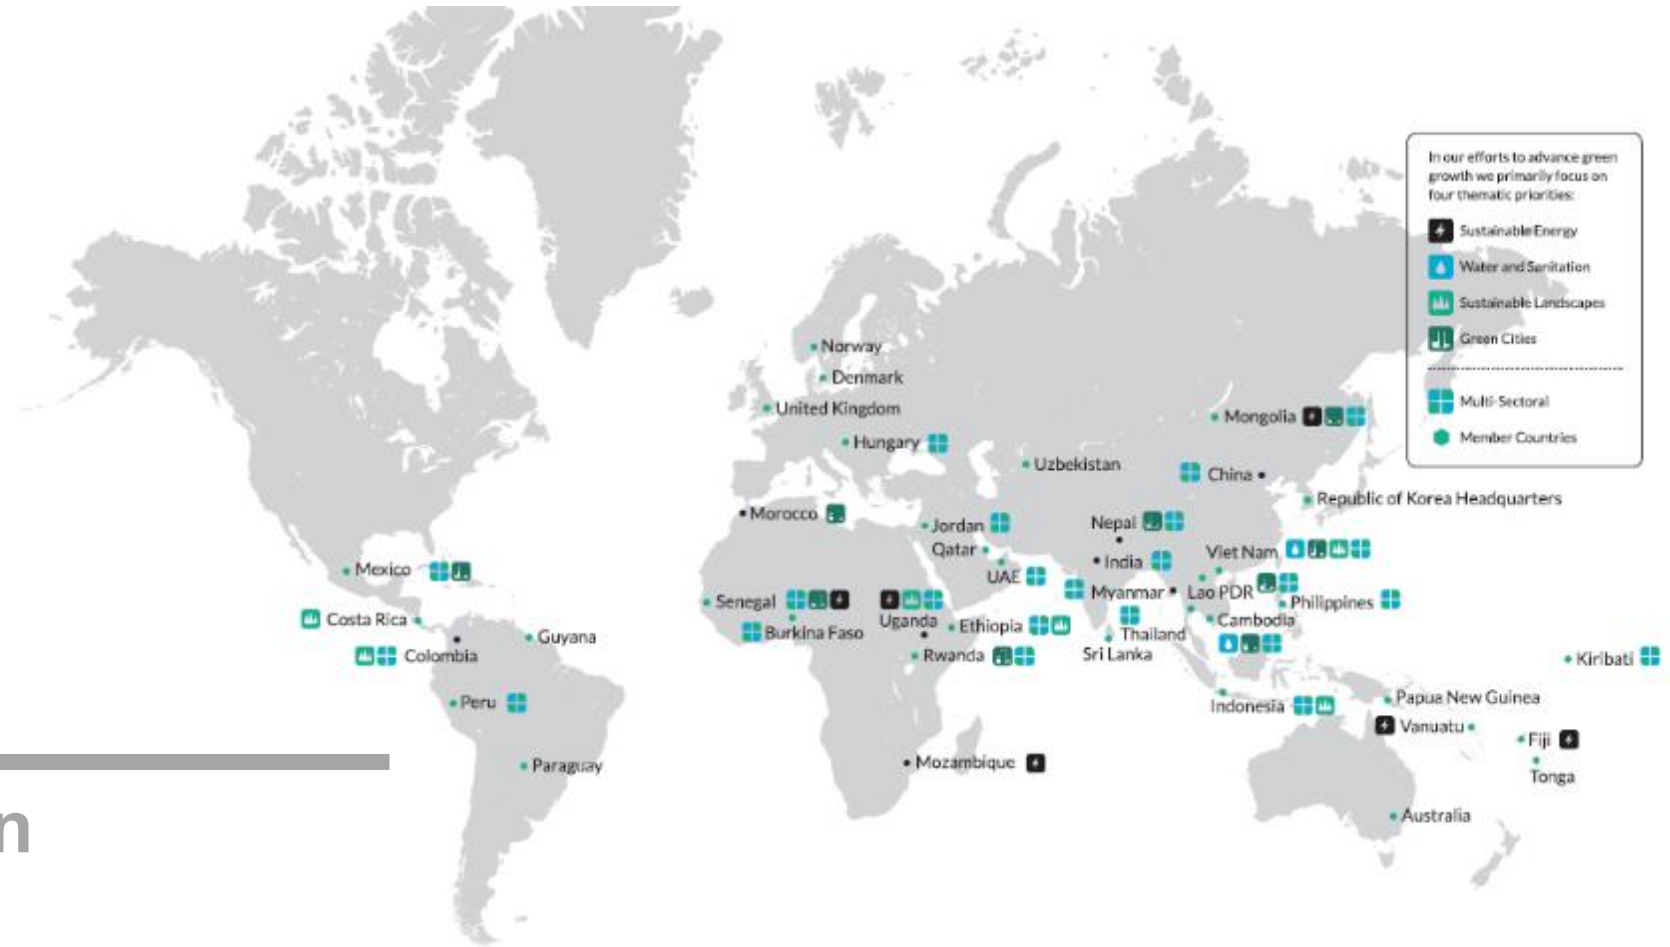 In our efforts to advance green
growth we primarily focus on
four thematic priorities:
Sustainable Energy
Water and Sanitation
Sustainable Landscapes
Green Cities
Multi-Sectoral
Member Countries
Norway
Denmark
United Kingdom
Hungary
Mongolia
Uzbekistan
China
Republic of Korea Headquarters
Morocco
Jordan
Nepal
Qatar
India
Viet Nam
Mexico
UAE
Myanmar
Lao PDR
Senegal
Philippines
Costa Rica
Uganda
Ethiopia
Cambodia
Burkina Faso
Thailand
Guyana
Colombia
Rwanda
Sri Lanka
Kiribati
Peru
Indonesia
Papua New Guinea
Vanuatu
Fiji
Paraguay
Mozambique
Tonga
Australia
n